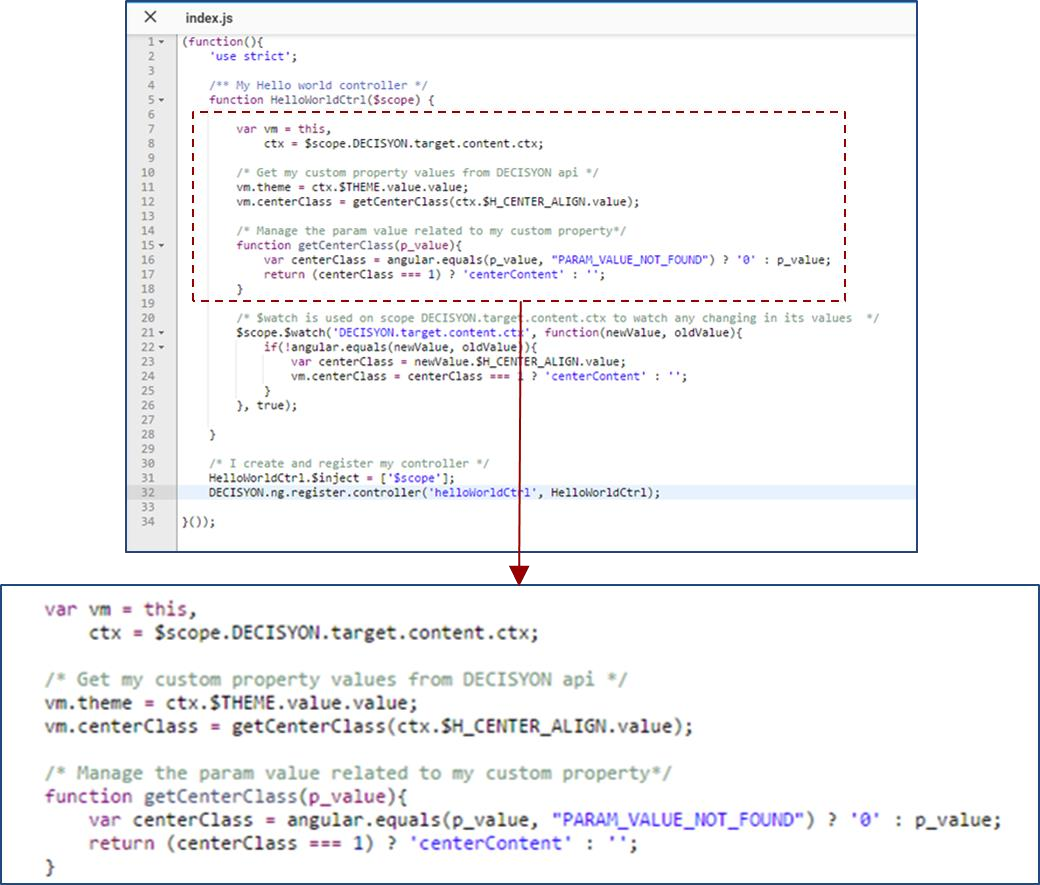 index.js
1 (function(){
2 'use strict';
3
4 /** My Hello world controller */
5 function HelloWorldCtrl($scope) {
6
7 var vm = this,
8 ctx = $scope.DECISYON.target.content.ctx;
9
10 /* Get my custom property values from DECISYON api */
11 vm.theme = ctx.$THEME.value.value;
12 vm.centerClass = getCenterClass(ctx.$H_CENTER_ALIGN.value);
13
14 /* Manage the param value related to my custom property*/
15 function getCenterClass(p_value){
16 var centerClass = angular.equals(p_value, "PARAM_VALUE_NOT_FOUND") ? '0' : p_value;
17 return (centerClass === 1) ? 'centerContent' : '';
18 }
19
20 /* $watch is used on scope DECISYON.target.content.ctx to watch any changing in its values */
21 $scope.$watch('DECISYON.target.content.ctx', function(newValue, oldValue){
22 if(!angular.equals(newValue, oldValue)){
23 var centerClass = newValue.$H_CENTER_ALIGN.value;
24 vm.centerClass = centerClass === 1 ? 'centerContent' : '';
25 }
26 }, true);
27
28 }
29
30 /* I create and register my controller */
31 HelloWorldCtrl.$inject = ['$scope'];
32 DECISYON.ng.register.controller('helloWorldCtrl', HelloWorldCtrl);
33
34 }());
var vm = this,
ctx = $scope.DECISYON.target.content.ctx;
/* Get my custom property values from DECISYON api */
vm.theme = ctx.$THEME.value.value;
vm.centerClass = getCenterClass(ctx.$H_CENTER_ALIGN.value);
/* Manage the param value related to my custom property*/
function getCenterClass(p_value){
var centerClass = angular.equals(p_value, "PARAM_VALUE_NOT_FOUND") ? '0' : p_value;
return (centerClass === 1) ? 'centerContent' : '';
}